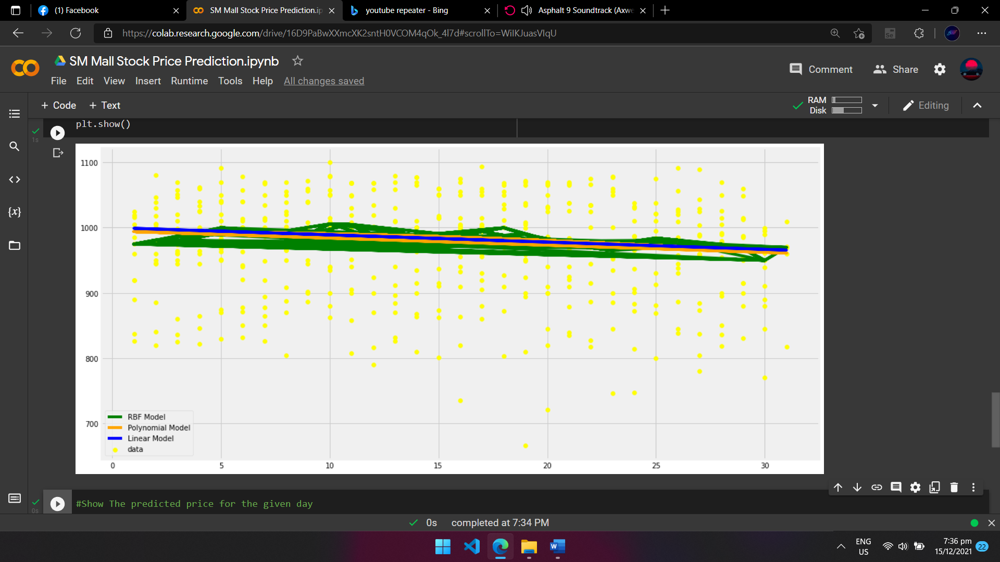 (1) Facebook
SM Mall Stock Price Prediction.ip
youtube repeater - Bing
Asphalt 9 Soundtrack (Axwe
https://colab.research.google.com/drive/16D9PaBwXXmcXK2sntH0VCOM4qOk_4l7d#scrollTo=WiIKJuasVIqU
SM Mall Stock Price Prediction.ipynb
Comment
Share
File Edit View Insert Runtime Tools Help All changes saved
+ Code + Text
RAM
Disk
Editing
plt.show()
1s
1100
1000
900
800
700
RBF Model
Polynomial Model
Linear Model
data
0 5 10 15 20 25 30
#Show The predicted price for the given day
0s
0s completed at 7:34 PM
ENG
US
7:36 pm
15/12/2021
22